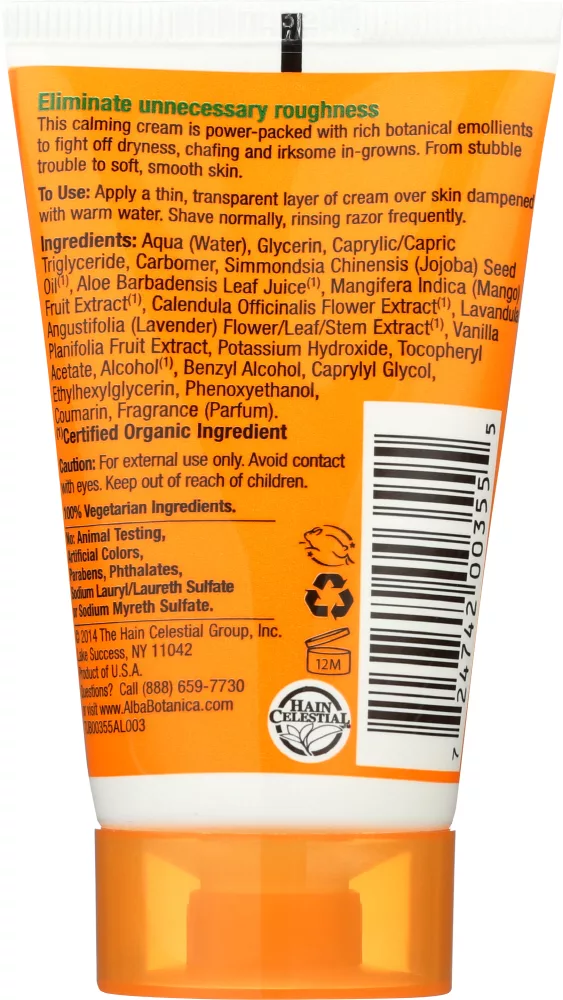 Eliminate unnecessary roughness
This calming cream is power-packed with rich botanical emollients
to fight off dryness, chafing and irksome in-growns. From stubble
trouble to soft, smooth skin.
To Use: Apply a thin, transparent layer of cream over skin dampened
with warm water. Shave normally, rinsing razor frequently.
Ingredients: Aqua (Water), Glycerin, Caprylic/Capric
Triglyceride, Carbomer, Simmondsia Chinensis (Jojoba) Seed
Oil(1), Aloe Barbadensis Leaf Juice(1), Mangifera Indica (Mango)
Fruit Extract(1), Calendula Officinalis Flower Extract(1), Lavandula
Angustifolia (Lavender) Flower/Leaf/Stem Extract(1), Vanilla
Planifolia Fruit Extract, Potassium Hydroxide, Tocopheryl
Acetate, Alcohol(1), Benzyl Alcohol, Caprylyl Glycol,
Ethylhexylglycerin, Phenoxyethanol,
Coumarin, Fragrance (Parfum).
(1)Certified Organic Ingredient
Caution: For external use only. Avoid contact
with eyes. Keep out of reach of children.
100% Vegetarian Ingredients.
No: Animal Testing,
Artificial Colors,
Parabens, Phthalates,
Sodium Lauryl/Laureth Sulfate
or Sodium Myreth Sulfate.
© 2014 The Hain Celestial Group, Inc.
Lake Success, NY 11042
Product of U.S.A.
Questions? Call (888) 659-7730
or visit www.AlbaBotanica.com
00355AL003
12M
HAIN
CELESTIAL
7 24742 00355 5